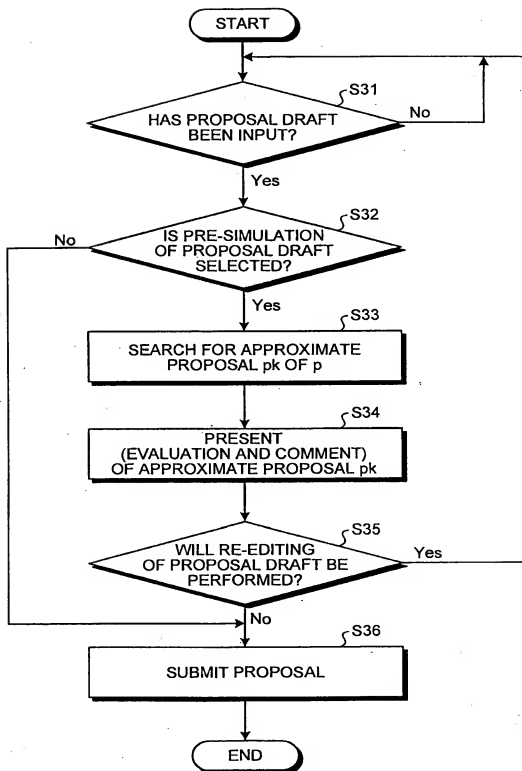 START
S31
HAS PROPOSAL DRAFT
BEEN INPUT?
No
Yes
S32
No
IS PRE-SIMULATION
OF PROPOSAL DRAFT
SELECTED?
Yes
S33
SEARCH FOR APPROXIMATE
PROPOSAL pk OF p
S34
PRESENT
(EVALUATION AND COMMENT)
OF APPROXIMATE PROPOSAL pk
S35
WILL RE-EDITING
OF PROPOSAL DRAFT BE
PERFORMED?
Yes
No
S36
SUBMIT PROPOSAL
END